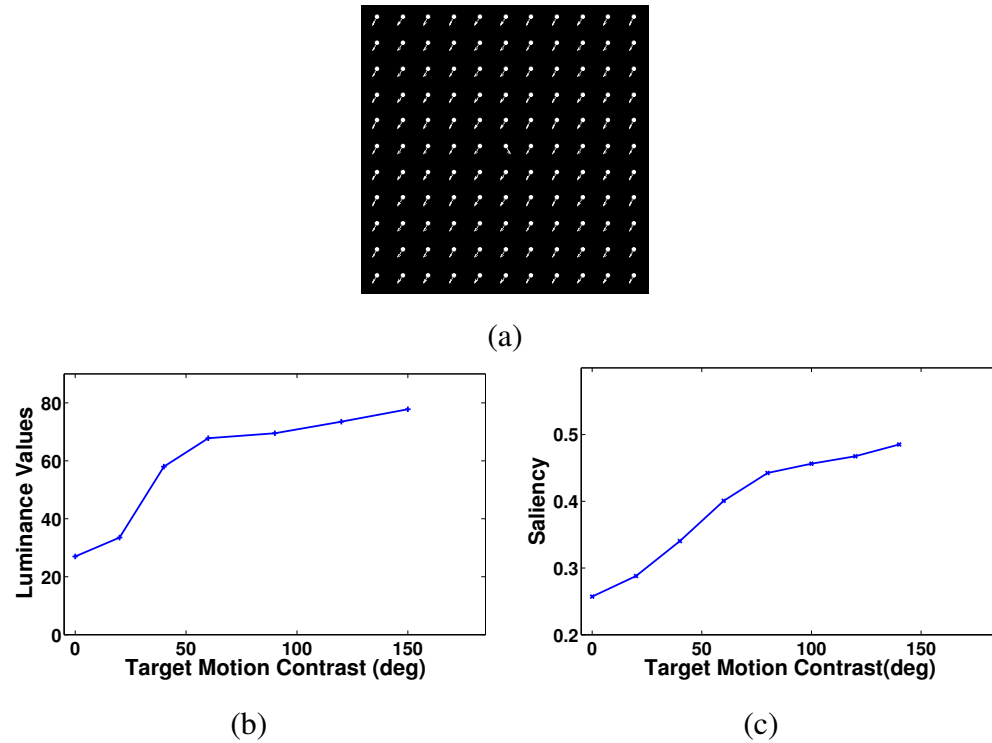 (a)
80
60
40
20
0
Luminance Values
0 50 100 150
Target Motion Contrast (deg)
(b)
0.5
0.4
0.3
0.2
Saliency
0 50 100 150
Target Motion Contrast(deg)
(c)